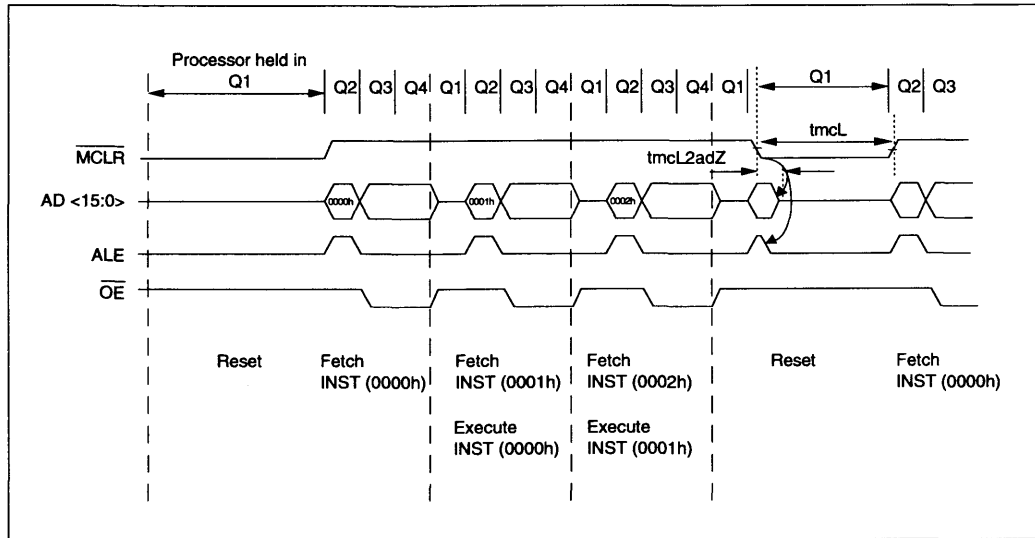 Processor held in
Q1 Q2 Q3 Q4 Q1 Q2 Q3 Q4 Q1 Q2 Q3 Q4 Q1 Q1 Q2 Q3
tmcL
MCLR
tmcL2adZ
AD <15:0> 0000h 0001h 0002h
ALE
OE
Reset Fetch Fetch Fetch Reset Fetch
INST (0000h) INST (0001h) INST (0002h) INST (0000h)
Execute Execute
INST (0000h) INST (0001h)